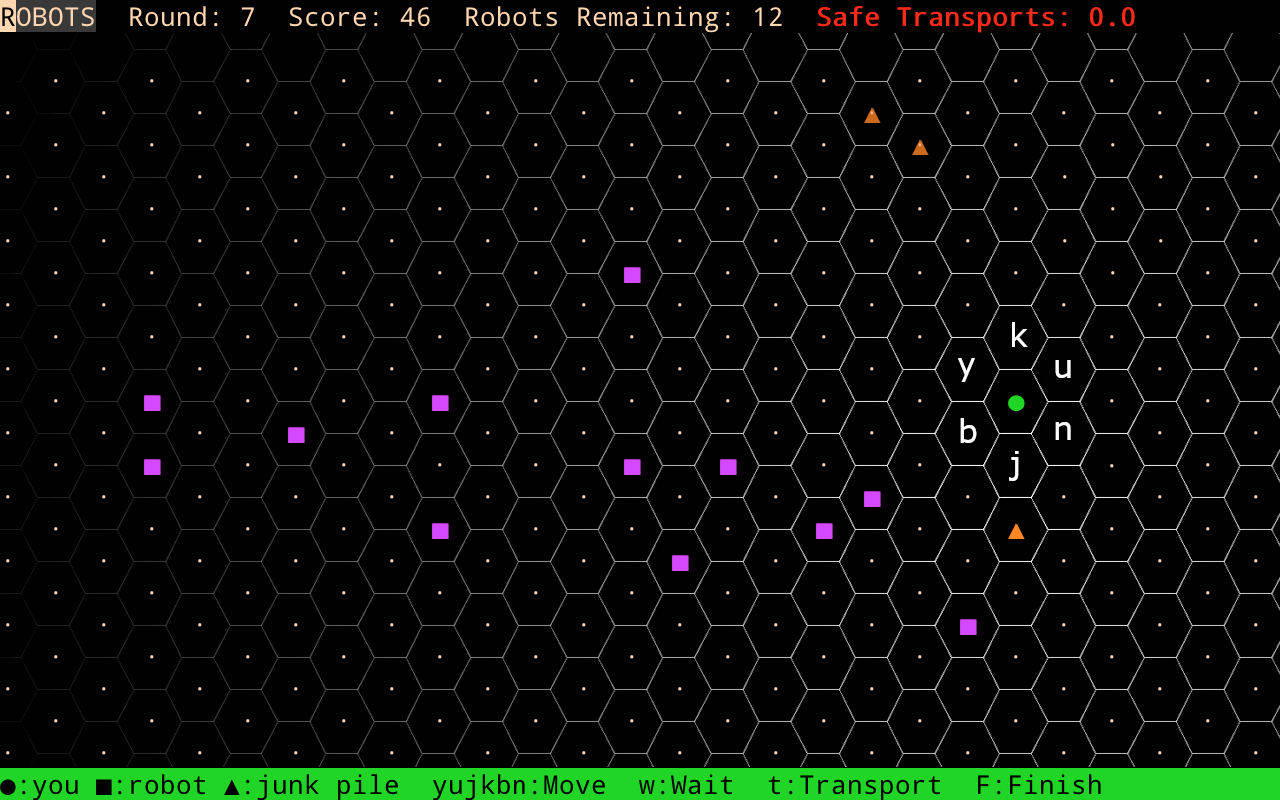 ROBOTS  Round: 7  Score: 46  Robots Remaining: 12  Safe Transports: 0.0
k
y u
b n
j
●:you ■:robot ▲:junk pile  yujkbn:Move  w:Wait  t:Transport  F:Finish